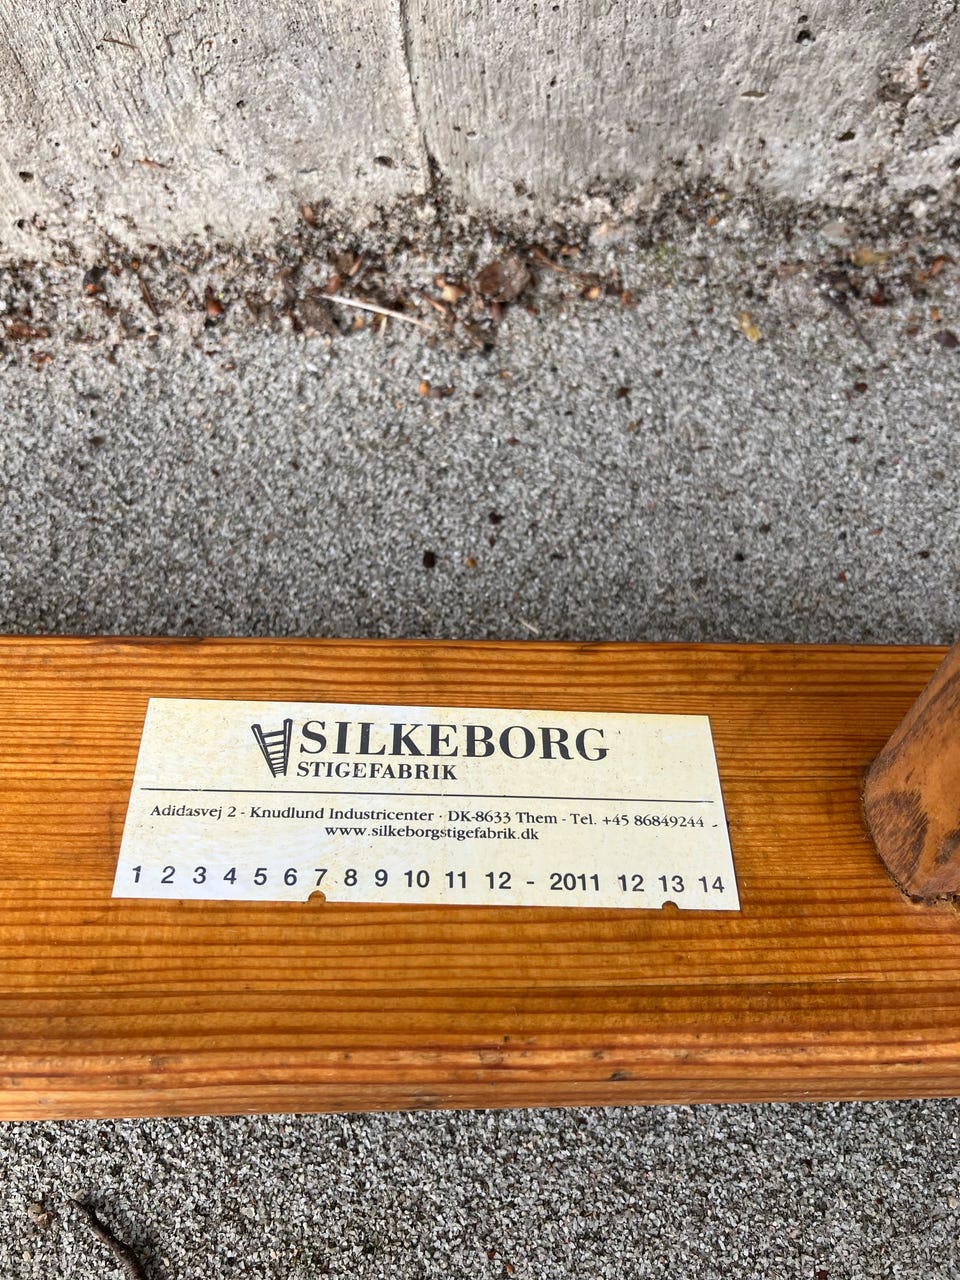 SILKEBORG
STIGEFABRIK
Adidasvej 2 - Knudlund Industricenter · DK-8633 Them - Tel. +45 86849244 -
www.silkeborgstigefabrik.dk
1 2 3 4 5 6 7 8 9 10 11 12 - 2011 12 13 14